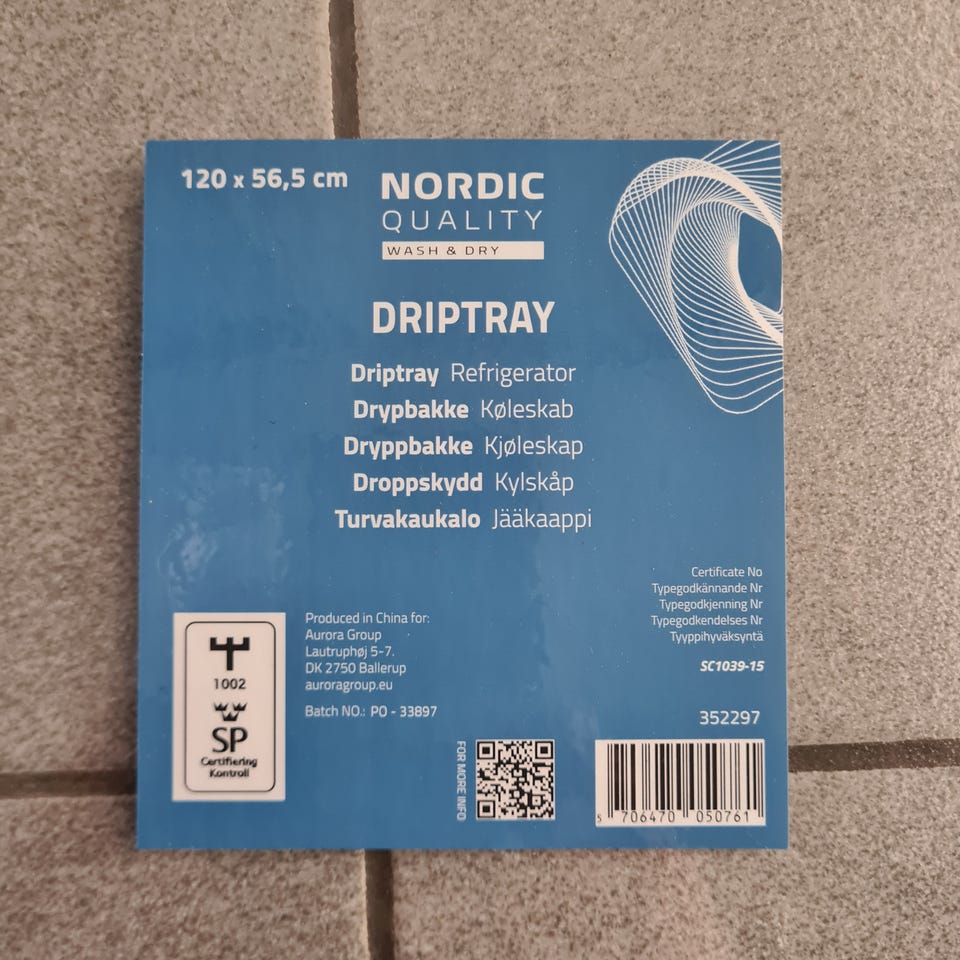 120 x 56,5 cm
NORDIC
QUALITY
WASH & DRY
DRIPTRAY
Driptray Refrigerator
Drypbakke Køleskab
Dryppbakke Kjøleskap
Droppskydd Kylskåp
Turvakaukalo Jääkaappi
Certificate No
Typegodkännande Nr
Typegodkjenning Nr
Typegodkendelses Nr
Tyyppihyväksyntä
SC1039-15
1002
SP
Certifiering
Kontroll
Produced in China for:
Aurora Group
Lautruphøj 5-7.
DK 2750 Ballerup
auroragroup.eu
Batch NO.: PO - 33897
FOR MORE INFO
352297
5 706470 050761